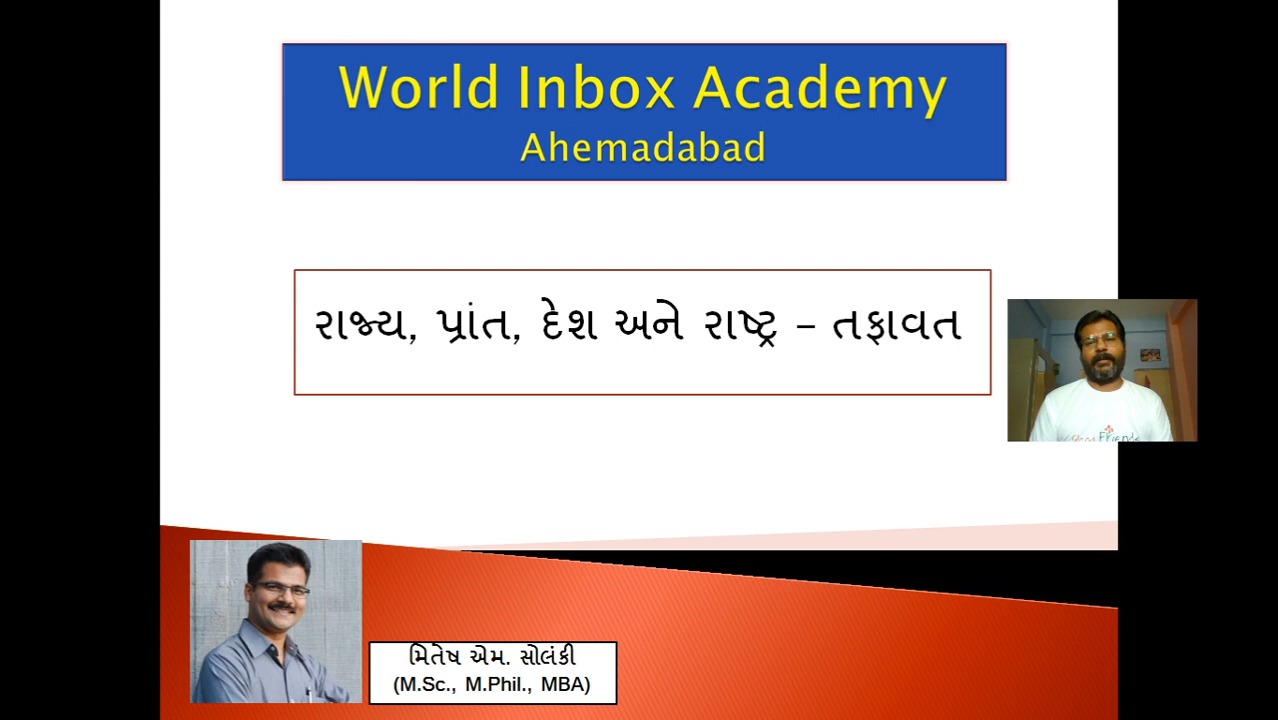 World Inbox Academy
Ahemadabad
રાજ્ય, પ્રાંત, દેશ અને રાષ્ટ્ર – તફાવત
મિતેષ એમ. સોલંકી
(M.Sc., M.Phil., MBA)